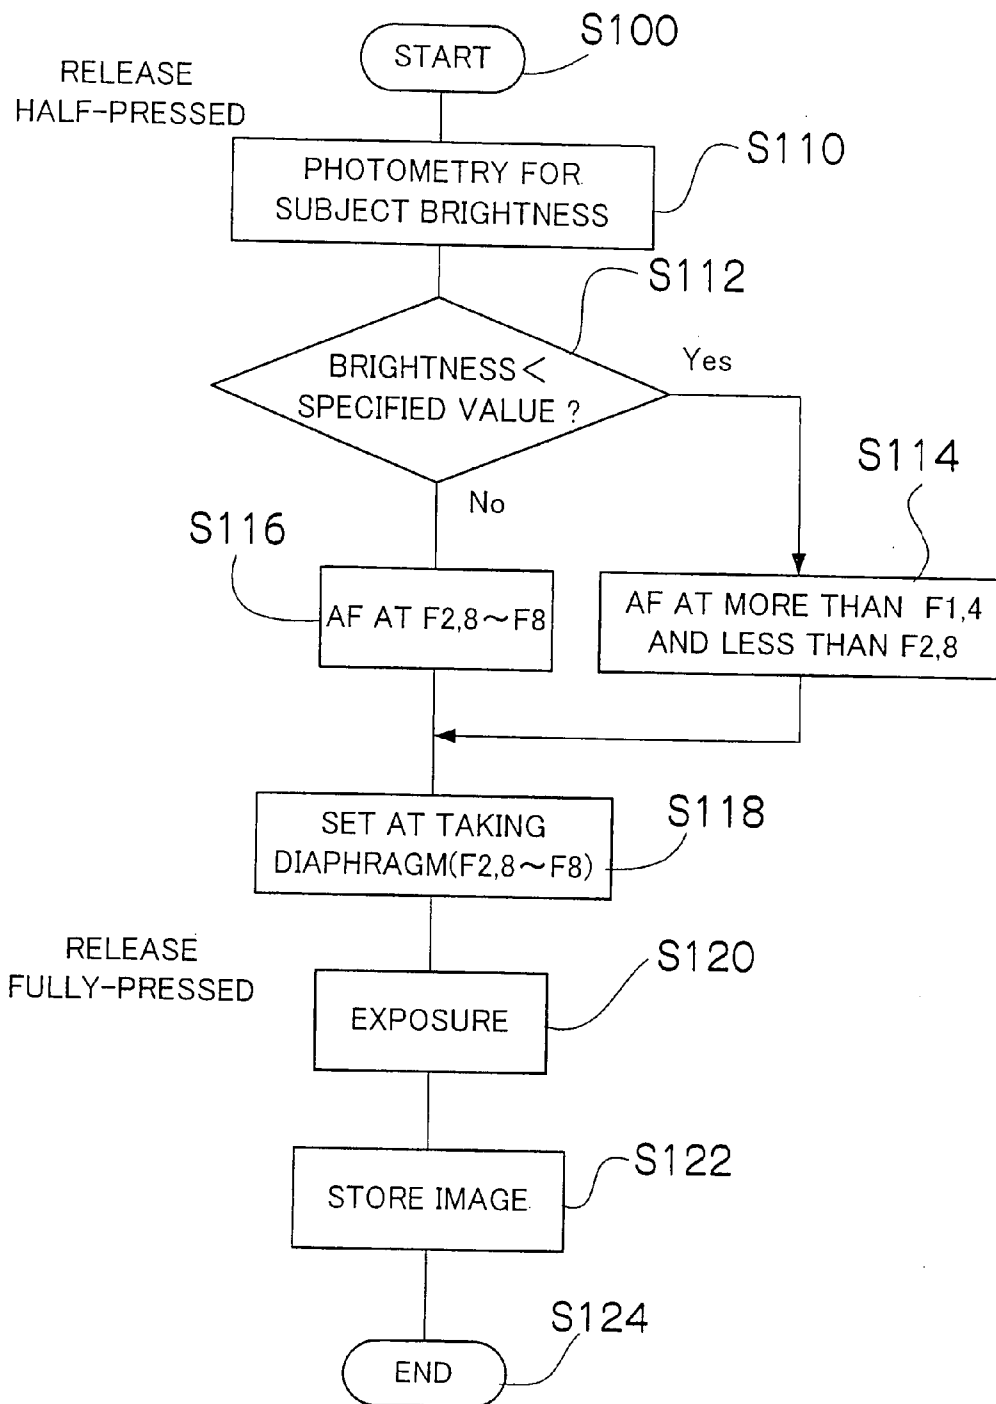 S100
START
RELEASE
HALF-PRESSED
S110
PHOTOMETRY FOR
SUBJECT BRIGHTNESS
S112
BRIGHTNESS <
SPECIFIED VALUE ?
Yes
No
S114
S116
AF AT F2,8~F8
AF AT MORE THAN F1,4
AND LESS THAN F2,8
S118
SET AT TAKING
DIAPHRAGM(F2,8~F8)
RELEASE
FULLY-PRESSED
S120
EXPOSURE
S122
STORE IMAGE
S124
END